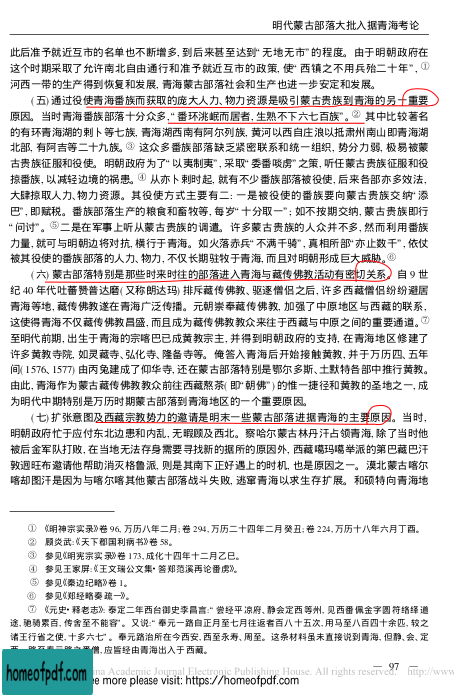 明代蒙古部落大批入据青海考论
此后准予就近互市的名单也不断增多, 到后来甚至达到“无地无市”的程度。由于明朝政府在
这个时期采取了允许南北自由通行和准予就近互市的政策, 使“西镇之不用兵殆二十年”, ①
河西一带的生产得到恢复和发展, 青海蒙古部落社会和生产也进一步安定与发展。
(五) 通过役使青海番族而获取的庞大人力、物力资源是吸引蒙古贵族到青海的另一重要
原因。当时青海番族部落十分众多, “番环洮岷而居者, 生熟不下六七百族”。② 其中比较著名
的有环青海湖的刺卜等七族, 青海湖西南有阿尔列族, 黄河以西自庄浪以抵肃州南山即青海湖
北部, 有阿吉等二十九族。③ 这众多番族部落缺乏紧密联系和统一组织, 势分力弱, 极易被蒙
古贵族征服和役使。明朝政府为了“以夷制夷”, 采取“委番啖虏”之策, 听任蒙古贵族征服和役
掠番族, 以减轻边境的祸患。④ 从亦卜剌时起, 就有不少番族部落被役使, 后来各部亦多效法,
大肆掠取人力、物力资源。其役使方式主要有二: 一是被役使的番族要向蒙古贵族交纳“添
巴”, 即赋税。番族部落生产的粮食和畜牧等, 每岁“十分取一”; 如不按期交纳, 蒙古贵族即行
“问讨”。⑤ 二是在军事上听从蒙古贵族的调遣。许多蒙古贵族的人众并不多, 然而利用番族
力量, 就可与明朝边将对抗, 横行于青海。如火落赤兵“不满千骑”, 真相所部“亦止数千”, 依仗
被其役使的番族部落的人力、物力, 不仅长期驻牧于青海, 而且对明朝形成巨大威胁。⑥
(六) 蒙古部落特别是那些时来时往的部落进入青海与藏传佛教活动有密切关系。自 9 世
纪 40 年代吐蕃赞普达磨( 又称朗达玛) 排斥藏传佛教、驱逐僧侣之后, 许多西藏僧侣纷纷避居
青海等地, 藏传佛教遂在青海广泛传播。元朝崇奉藏传佛教, 加强了中原地区与西藏的联系,
这使得青海不仅藏传佛教昌盛, 而且成为藏传佛教教众来往于西藏与中原之间的重要通道。⑦
至明代前期, 出生于青海的宗喀巴已成黄教宗主, 并得到明朝政府的支持, 在青海地区修建了
许多黄教寺院, 如灵藏寺、弘化寺、隆备寺等。俺答入青海后开始接触黄教, 并于万历四、五年
间( 1576, 1577) 由丙兔建成了仰华寺, 还在蒙古部落特别是鄂尔多斯、土默特各部中推行黄教。
由此, 青海作为蒙古藏传佛教教众前往西藏熬茶( 即“朝佛”) 的惟一捷径和黄教的圣地之一, 成
为明代中期特别是万历时期蒙古部落到青海地区的一个重要原因。
(七) 扩张意图及西藏宗教势力的邀请是明末一些蒙古部落进据青海的主要原因。当时,
明朝政府忙于应付东北边患和内乱, 无暇顾及西北。察哈尔蒙古林丹汗占领青海, 除了当时他
被后金军队打败, 在当地无法存身需要寻找新的据所的原因外, 西藏噶玛噶举派的第巴藏巴汗
敦迥旺布邀请他帮助消灭格鲁派, 则是其南下正好遇上的时机, 也是原因之一。漠北蒙古喀尔
喀却图汗是因为与喀尔喀其他蒙古部落战斗失败, 逃窜青海以求生存扩展。和硕特向青海地
① 《明神宗实录》卷 96, 万历八年二月; 卷 294, 万历二十四年二月癸丑; 卷 224, 万历十八年六月丁酉。
② 顾炎武:《天下郡国利病书》卷 58。
③ 参见《明宪宗实录》卷 173, 成化十四年十二月乙巳。
④ 参见王家屏:《王文端公文集·答郑范溪再论番虏》。
⑤ 参见《秦边纪略》卷 1。
⑥ 参见《郑经略奏疏一》。
⑦ 《元史·释老志》: 泰定二年西台御史李昌言: “尝经平凉府、静会定西等州, 见西番佩金字圆符络绎道
途, 驰骑累百, 传舍至不能容”。又说: “奉元一路自正月至七月往返者百八十五次, 用马至八百四十余匹, 较之
诸王行省之使, 十多六七”。奉元路治所在今西安, 西至永寿、周至。这条材料虽未直接说到青海, 但静、会、定
应皆经由青海出入于西藏。
— 97 —
Academic Journal Electronic Publishing House. All rights reserved. http://www
homeofpdf.com
more please visit: https://homeofpdf.com